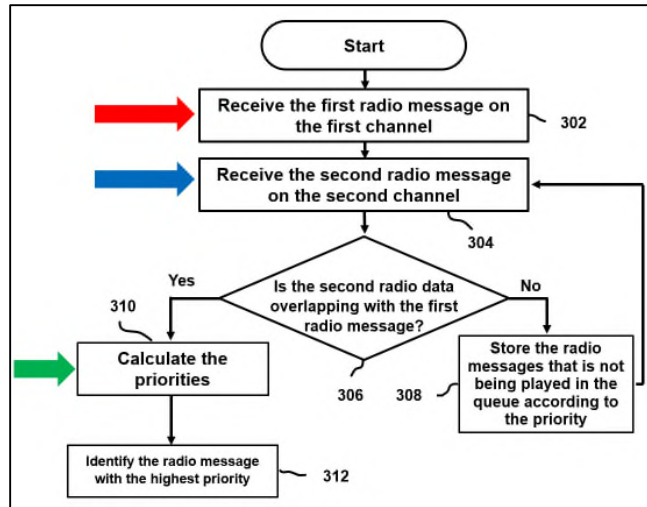 Start
Receive the first radio message on
the first channel
302
Receive the second radio message
on the second channel
304
Yes
Is the second radio data
overlapping with the first
radio message?
No
306
310
Calculate the
priorities
308
Store the radio
messages that is not
being played in the
queue according to
the priority
Identify the radio message
with the highest priority
312